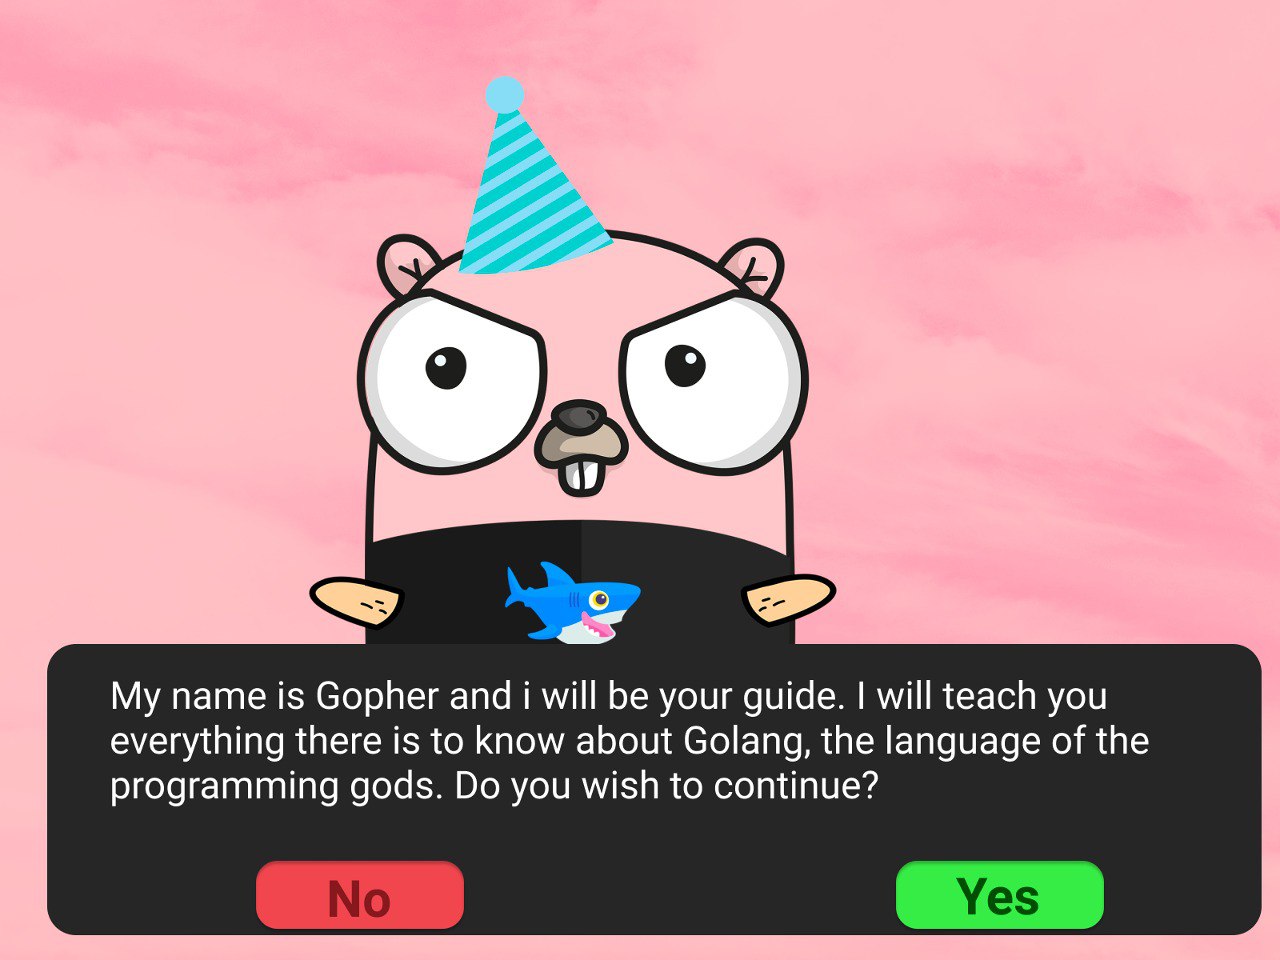 My name is Gopher and i will be your guide. I will teach you
everything there is to know about Golang, the language of the
programming gods. Do you wish to continue?
No
Yes